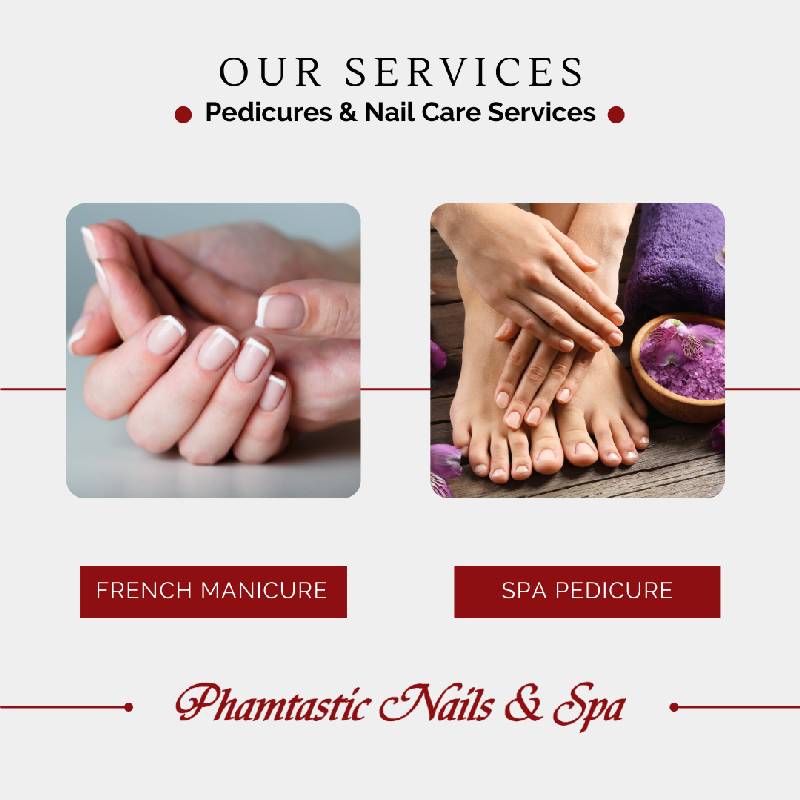 OUR SERVICES
Pedicures & Nail Care Services
FRENCH MANICURE
SPA PEDICURE
Phamtastic Nails & Spa